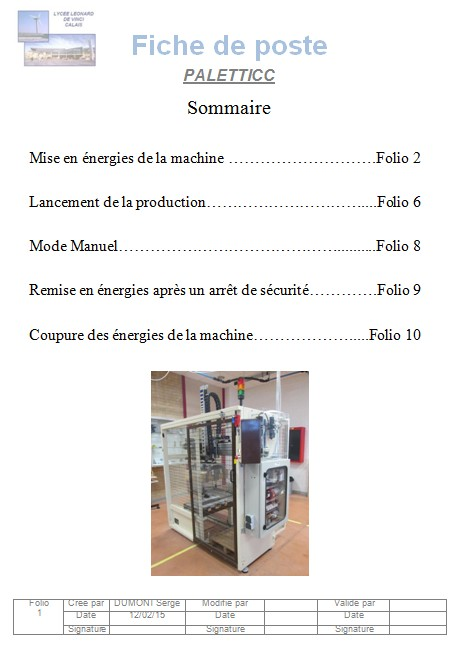 LYCEE LEONARD
DE VINCI
CALAIS
Fiche de poste
PALETTICC
Sommaire
Mise en énergies de la machine ……………………….Folio 2
Lancement de la production……………………….....Folio 6
Mode Manuel…………………………………...........Folio 8
Remise en énergies après un arrêt de sécurité………….Folio 9
Coupure des énergies de la machine……………….....Folio 10
Folio Créé par DUMONT Serge Modifié par Validé par
1 Date 12/02/15 Date Date
Signature Signature Signature